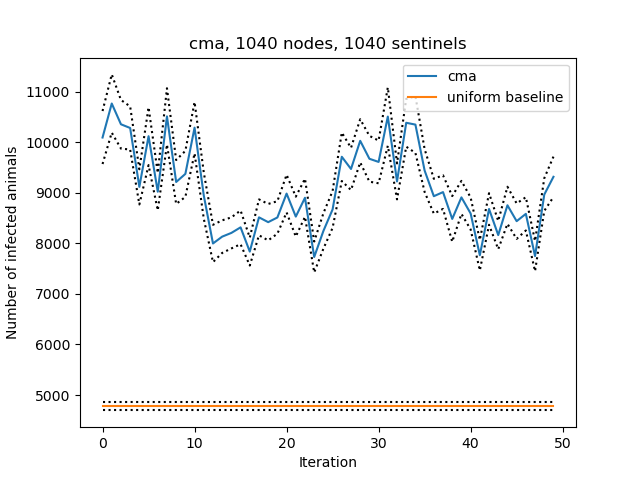 cma, 1040 nodes, 1040 sentinels
cma
uniform baseline
Number of infected animals
11000
10000
9000
8000
7000
6000
5000
0 10 20 30 40 50
Iteration